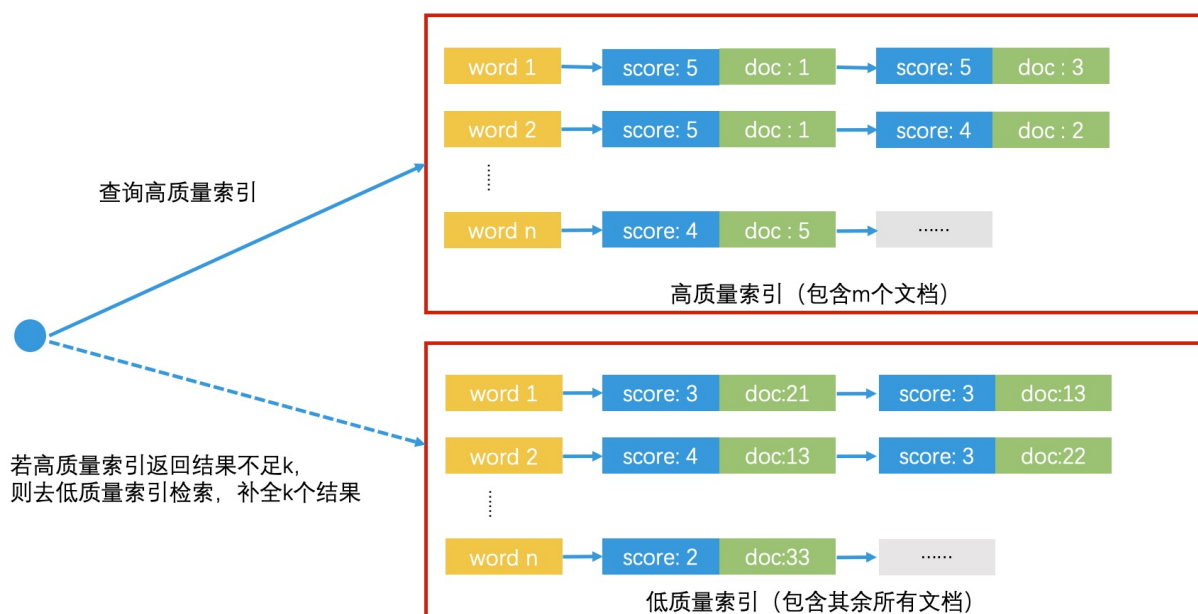 word 1 score: 5 doc : 1 score: 5 doc : 3
word 2 score: 5 doc : 1 score: 4 doc : 2
查询高质量索引
word n score: 4 doc : 5 ……
高质量索引（包含m个文档）
word 1 score: 3 doc:21 score: 3 doc:13
word 2 score: 4 doc:13 score: 3 doc:22
若高质量索引返回结果不足k,
则去低质量索引检索，补全k个结果
word n score: 2 doc:33 ……
低质量索引（包含其余所有文档）